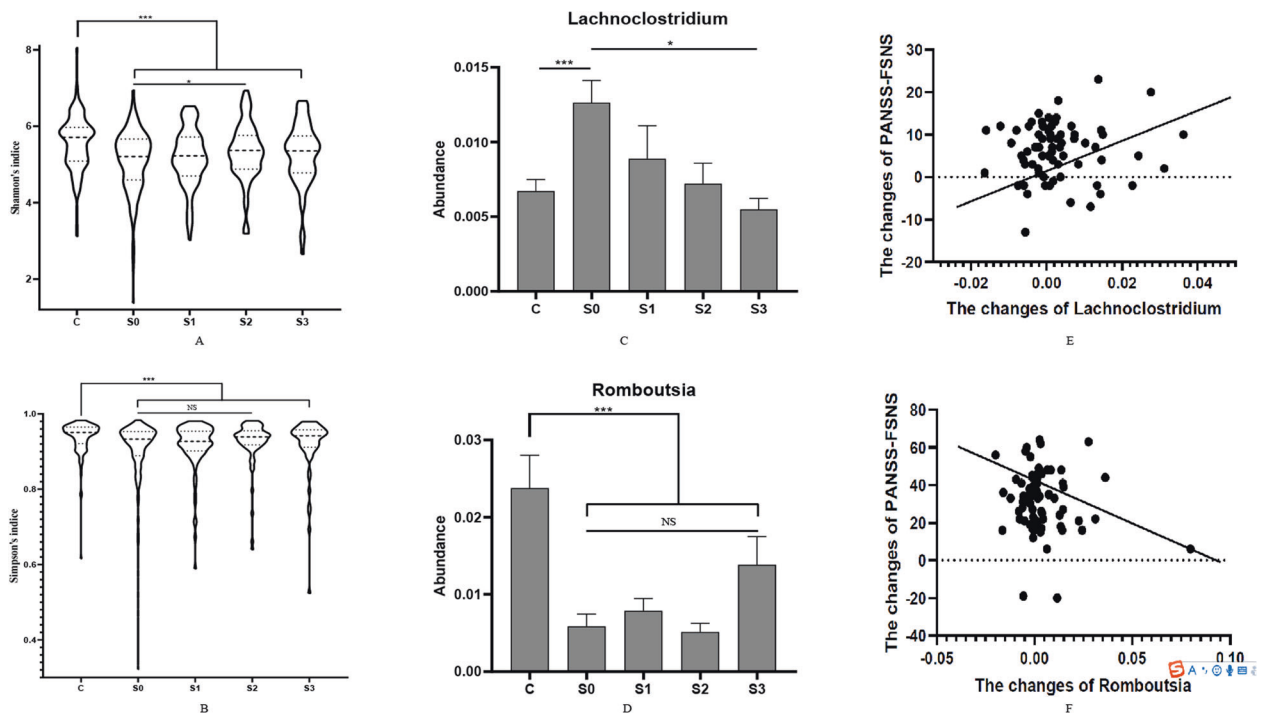 ***
*
Shannon's indice
8
6
4
2
C S0 S1 S2 S3
A
Lachnoclostridium
*
***
Abundance
0.015
0.010
0.005
0.000
C S0 S1 S2 S3
C
The changes of PANSS-FSNS
30
20
10
0
-10
-20
-0.02 0.00 0.02 0.04
The changes of Lachnoclostridium
E
***
NS
Simpson's indice
1.0
0.8
0.6
0.4
C S0 S1 S2 S3
B
Romboutsia
***
NS
Abundance
0.03
0.02
0.01
0.00
C S0 S1 S2 S3
D
The changes of PANSS-FSNS
80
60
40
20
0
-20
-40
-0.05 0.00 0.05 0.10
The changes of Romboutsia
F
S A